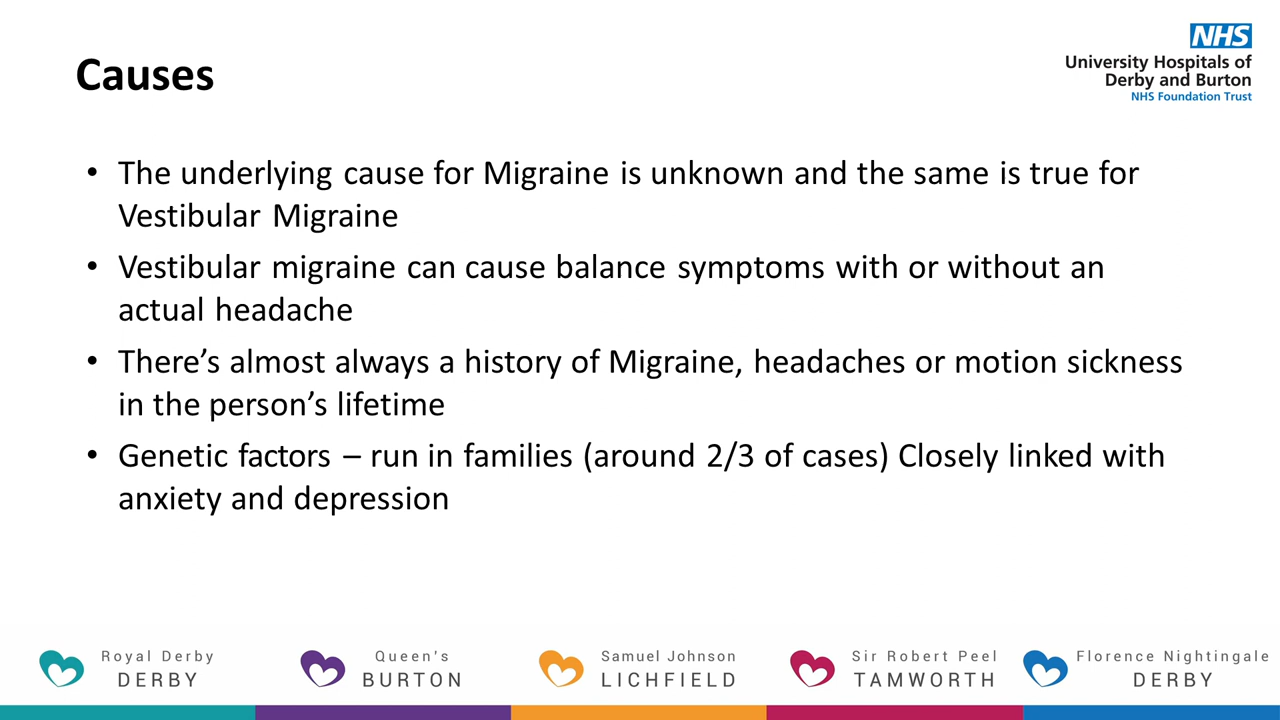 Causes
NHS
University Hospitals of
Derby and Burton
NHS Foundation Trust
• The underlying cause for Migraine is unknown and the same is true for
Vestibular Migraine
• Vestibular migraine can cause balance symptoms with or without an
actual headache
• There’s almost always a history of Migraine, headaches or motion sickness
in the person’s lifetime
• Genetic factors – run in families (around 2/3 of cases) Closely linked with
anxiety and depression
Royal Derby
DERBY
Queen's
BURTON
Samuel Johnson
LICHFIELD
Sir Robert Peel
TAMWORTH
Florence Nightingale
DERBY